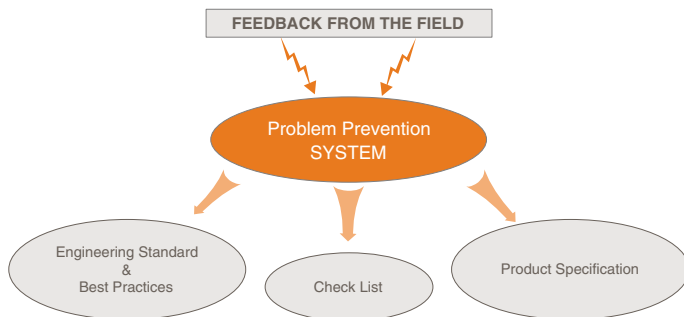 FEEDBACK FROM THE FIELD
Problem Prevention
SYSTEM
Engineering Standard
&
Best Practices
Check List
Product Specification